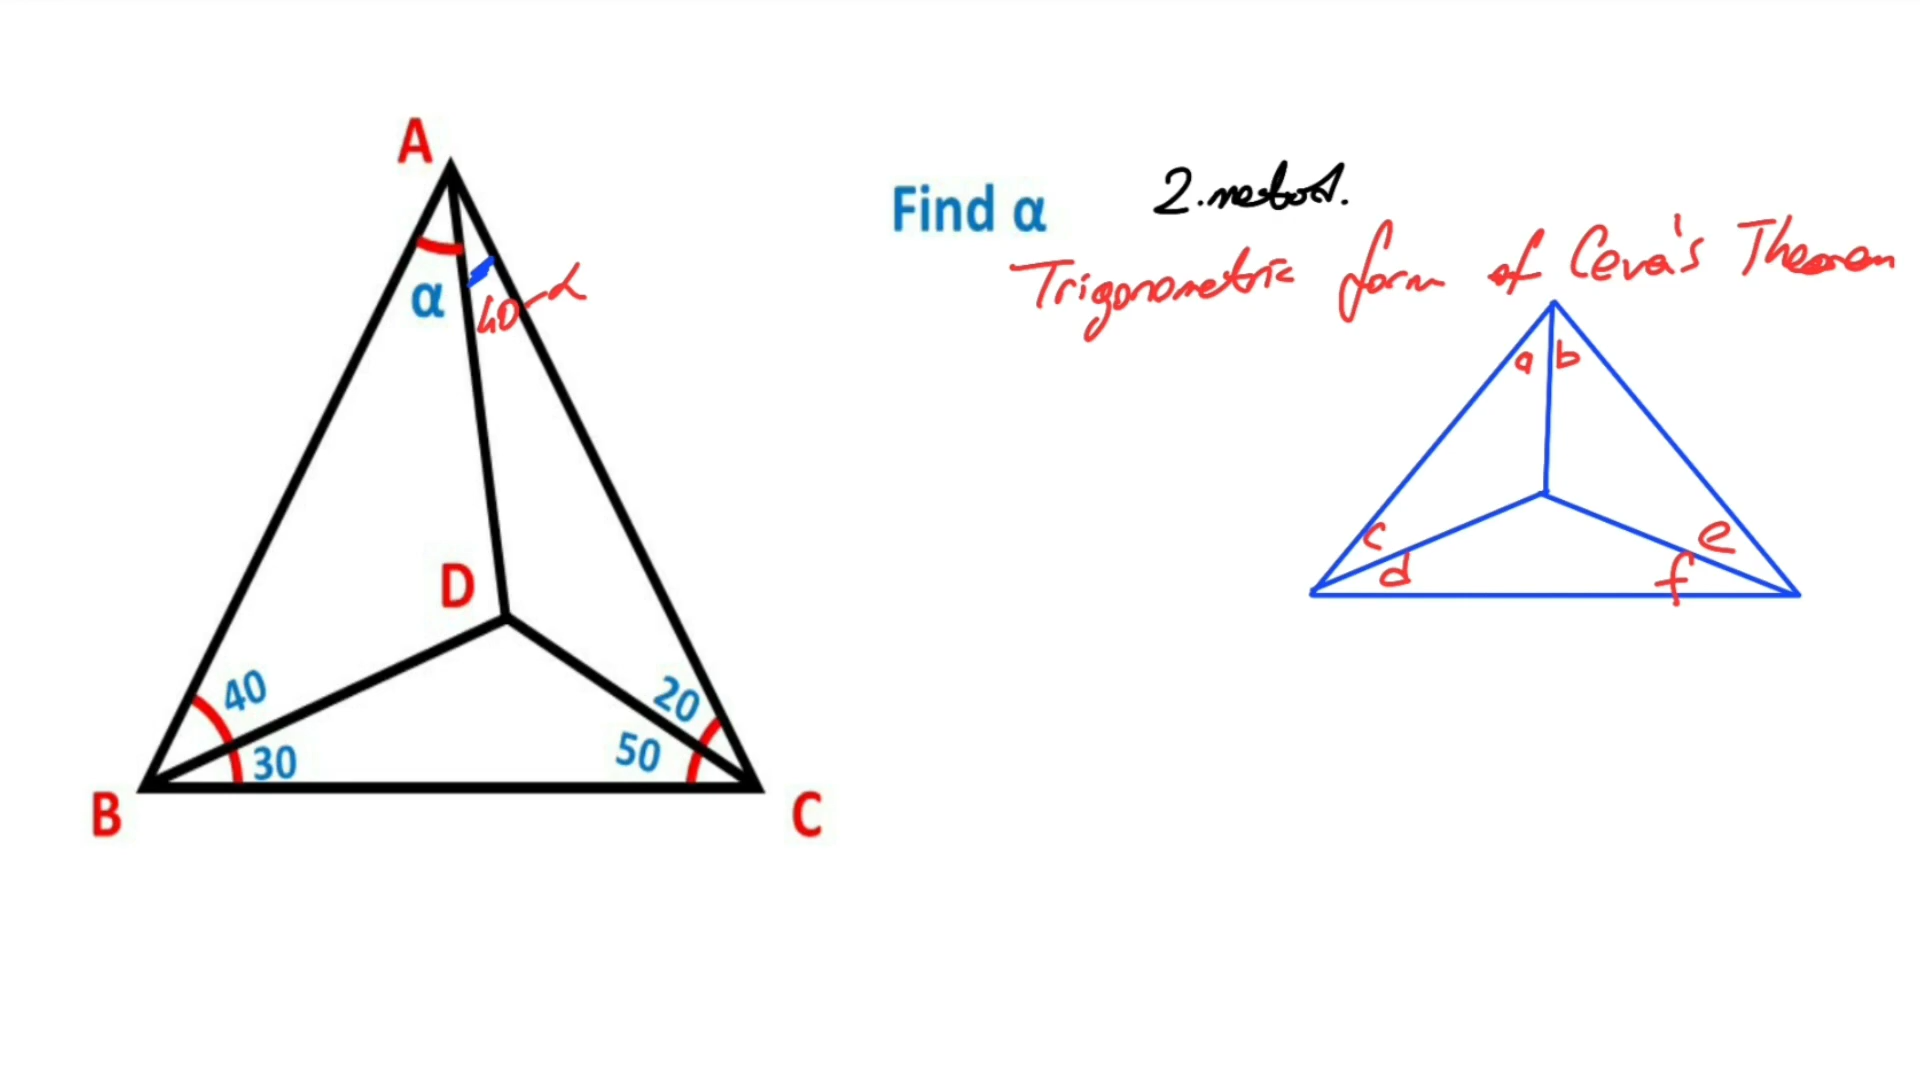 A
Find α
2. metod.
Trigonometric form of Ceva's Theorem
α
40-α
a b
D
c e
d f
40
20
30
50
B
C